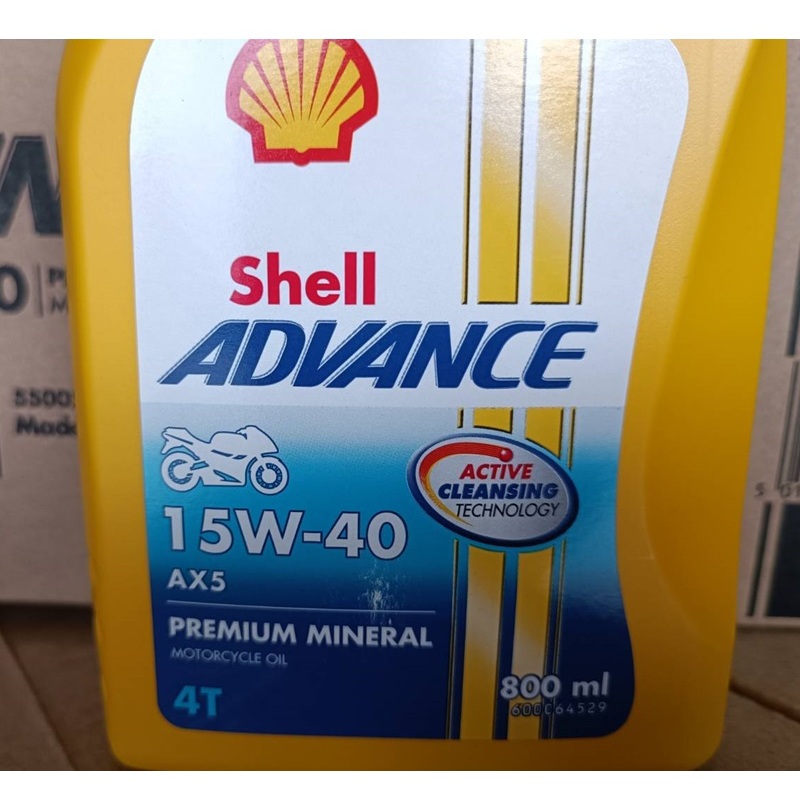 Shell
ADVANCE
ACTIVE
CLEANSING
TECHNOLOGY
15W-40
AX5
PREMIUM MINERAL
MOTORCYCLE OIL
4T
800 ml